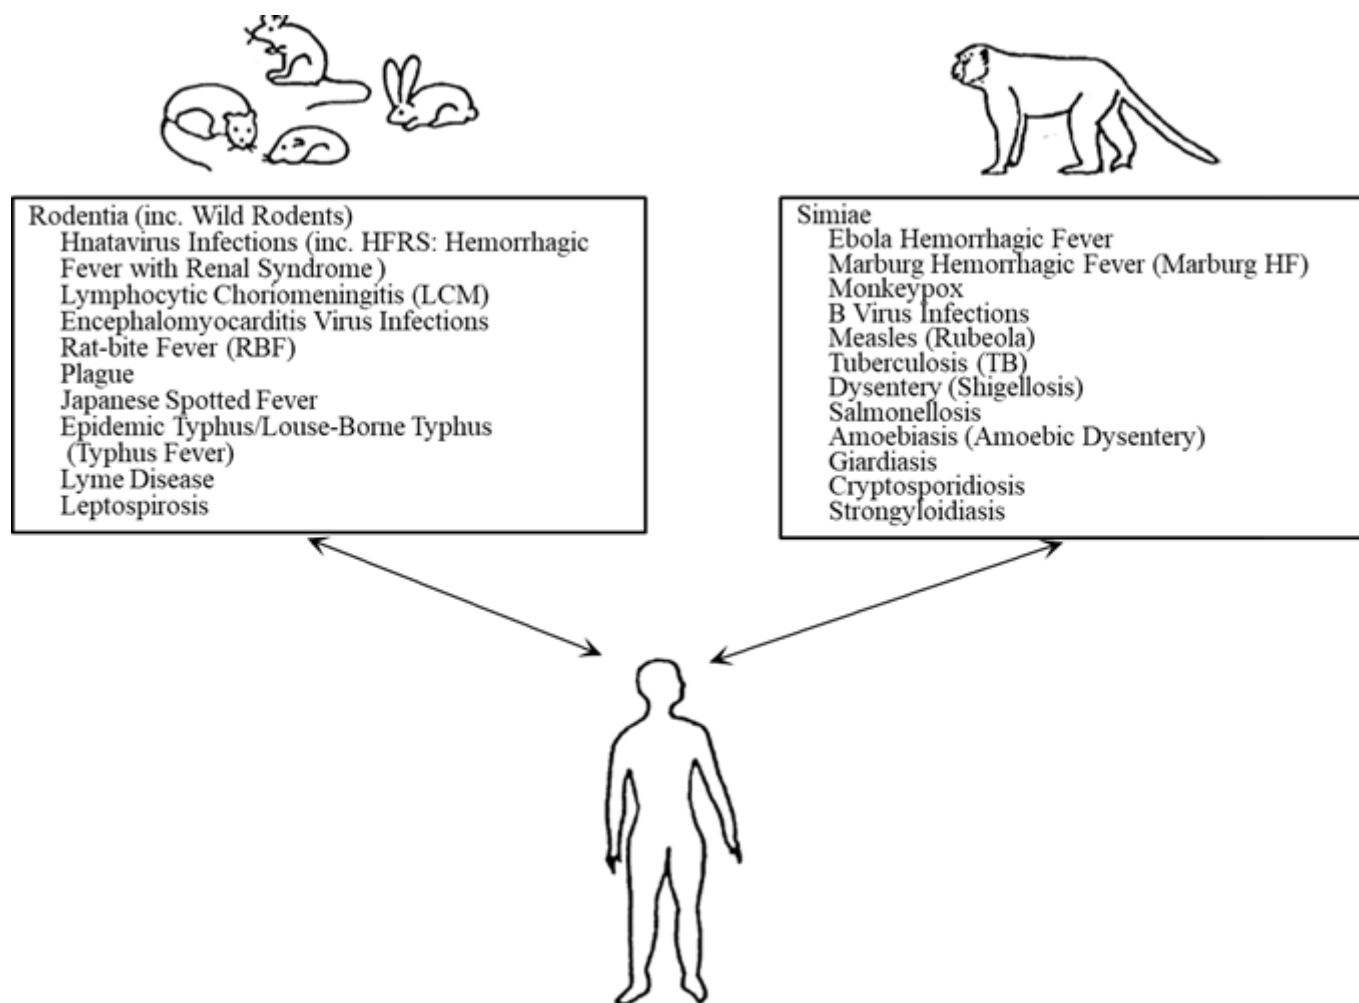 Rodentia (inc. Wild Rodents)
Hnatavirus Infections (inc. HFRS: Hemorrhagic
Fever with Renal Syndrome)
Lymphocytic Choriomeningitis (LCM)
Encephalomyocarditis Virus Infections
Rat-bite Fever (RBF)
Plague
Japanese Spotted Fever
Epidemic Typhus/Louse-Borne Typhus
(Typhus Fever)
Lyme Disease
Leptospirosis
Simiae
Ebola Hemorrhagic Fever
Marburg Hemorrhagic Fever (Marburg HF)
Monkeypox
B Virus Infections
Measles (Rubeola)
Tuberculosis (TB)
Dysentery (Shigellosis)
Salmonellosis
Amoebiasis (Amoebic Dysentery)
Giardiasis
Cryptosporidiosis
Strongyloidiasis